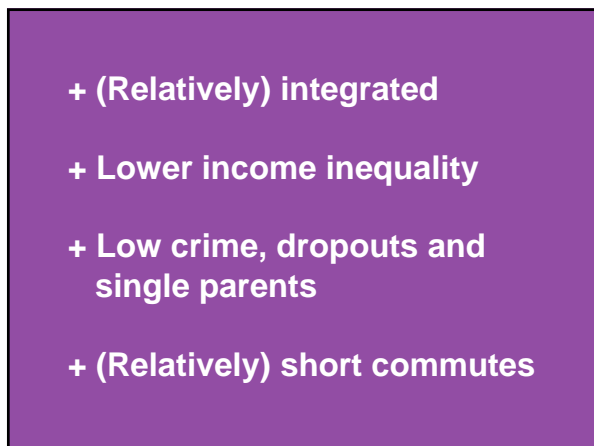 + (Relatively) integrated
+ Lower income inequality
+ Low crime, dropouts and
single parents
+ (Relatively) short commutes